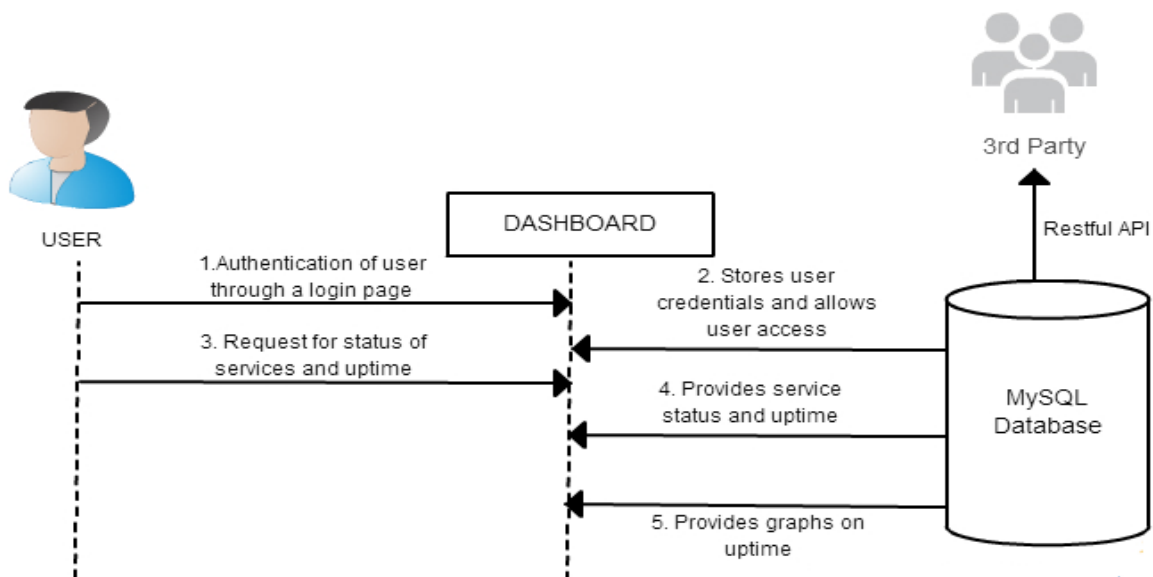 3rd Party
USER
DASHBOARD
Restful API
1.Authentication of user
through a login page
2. Stores user
credentials and allows
user access
3. Request for status of
services and uptime
4. Provides service
status and uptime
MySQL
Database
5. Provides graphs on
uptime